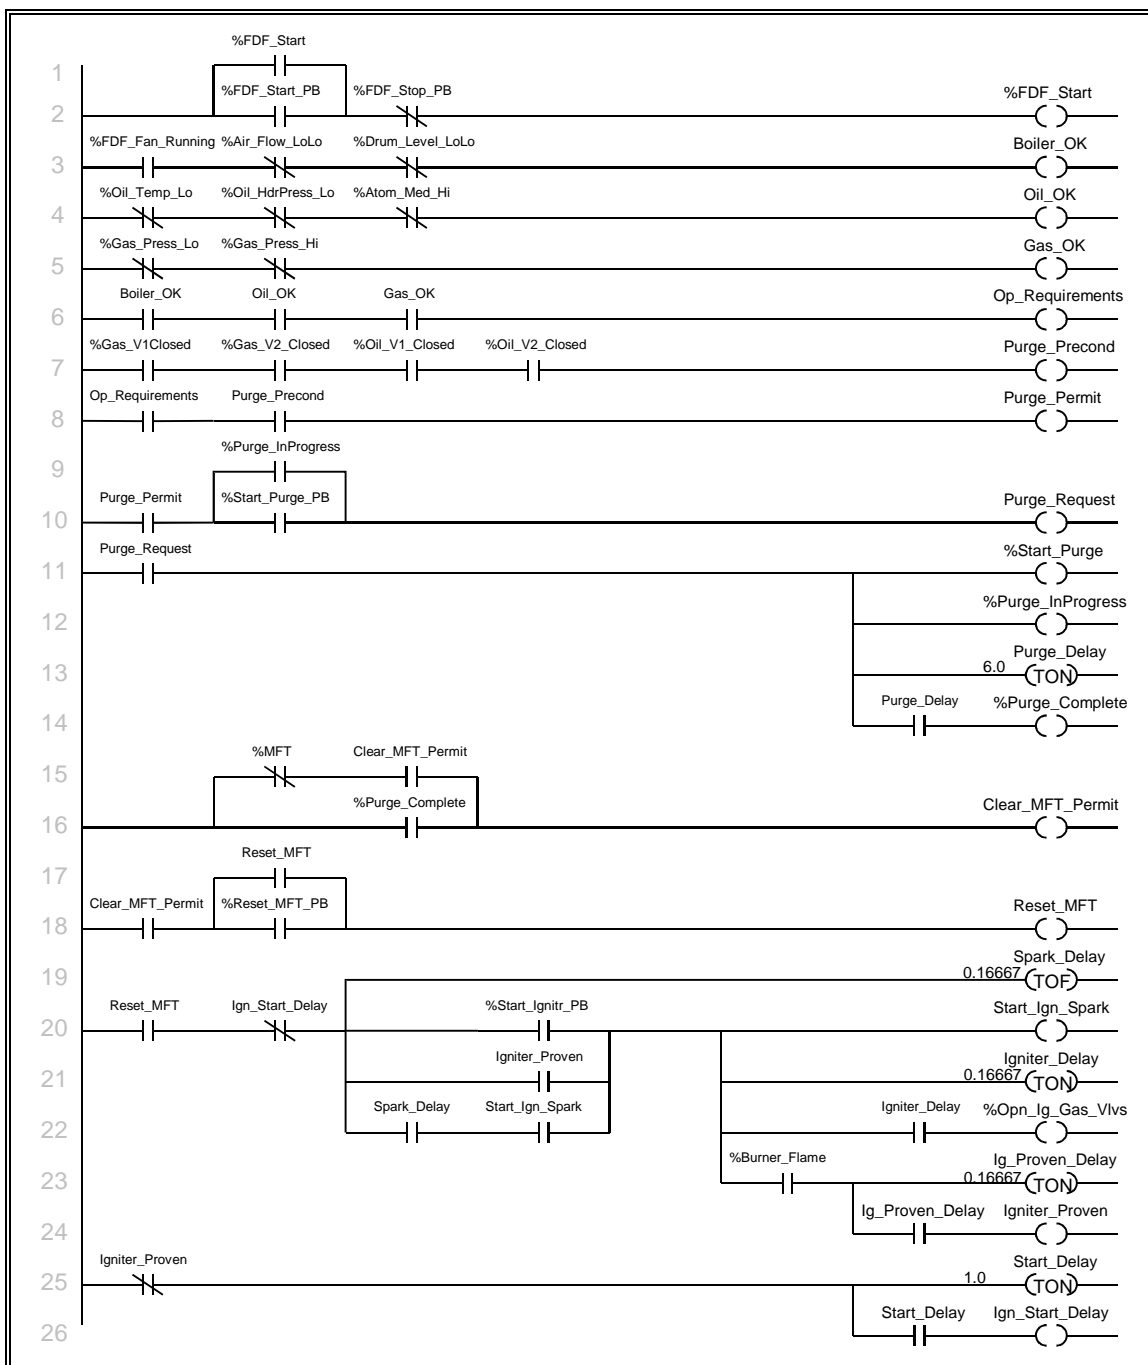 %FDF_Start
1
%FDF_Start_PB %FDF_Stop_PB %FDF_Start
2
%FDF_Fan_Running %Air_Flow_LoLo %Drum_Level_LoLo Boiler_OK
3
%Oil_Temp_Lo %Oil_HdrPress_Lo %Atom_Med_Hi Oil_OK
4
%Gas_Press_Lo %Gas_Press_Hi Gas_OK
5
Boiler_OK Oil_OK Gas_OK Op_Requirements
6
%Gas_V1Closed %Gas_V2_Closed %Oil_V1_Closed %Oil_V2_Closed Purge_Precond
7
Op_Requirements Purge_Precond Purge_Permit
8
%Purge_InProgress
9
Purge_Permit %Start_Purge_PB Purge_Request
10
Purge_Request %Start_Purge
11
%Purge_InProgress
12
Purge_Delay
13 6.0 TON
Purge_Delay %Purge_Complete
14
%MFT Clear_MFT_Permit
15
%Purge_Complete Clear_MFT_Permit
16
Reset_MFT
17
Clear_MFT_Permit %Reset_MFT_PB Reset_MFT
18
Spark_Delay
19 0.16667 TOF
Reset_MFT Ign_Start_Delay %Start_Ignitr_PB Start_Ign_Spark
20
Igniter_Proven Igniter_Delay
21 0.16667 TON
Spark_Delay Start_Ign_Spark Igniter_Delay %Opn_Ig_Gas_Vlvs
22
%Burner_Flame Ig_Proven_Delay
23 0.16667 TON
Ig_Proven_Delay Igniter_Proven
24
Igniter_Proven Start_Delay
25 1.0 TON
Start_Delay Ign_Start_Delay
26